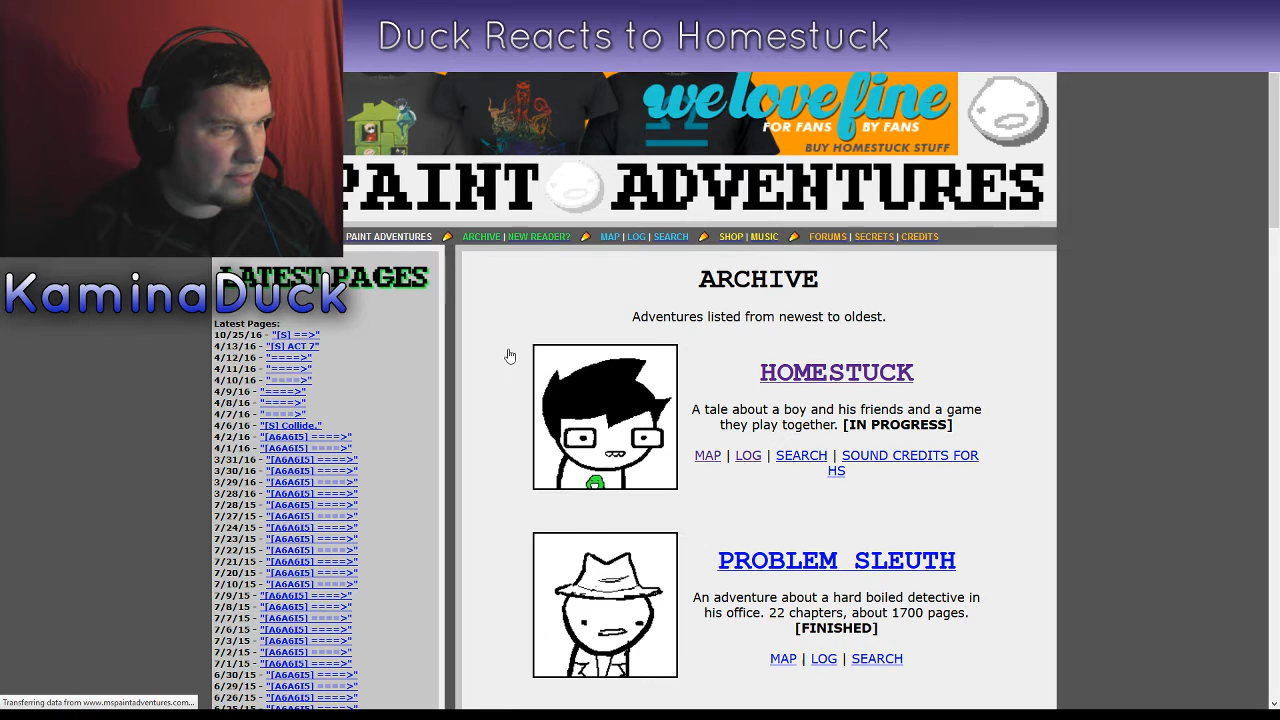 Duck Reacts to Homestuck
welovefine
FOR FANS BY FANS
BUY HOMESTUCK STUFF
PAINT ADVENTURES
PAINT ADVENTURES
ARCHIVE | NEW READER?
MAP | LOG | SEARCH
SHOP | MUSIC
FORUMS | SECRETS | CREDITS
LATEST PAGES
KaminaDuck
Latest Pages:
10/25/16 - "[S] ==>"
4/13/16 - "[S] ACT 7"
4/12/16 - "====>"
4/11/16 - "====>"
4/10/16 - "====>"
4/9/16 - "====>"
4/8/16 - "====>"
4/7/16 - "====>"
4/6/16 - "[S] Collide."
4/2/16 - "[A6A6I5] ====>"
4/1/16 - "[A6A6I5] ====>"
3/31/16 - "[A6A6I5] ====>"
3/30/16 - "[A6A6I5] ====>"
3/29/16 - "[A6A6I5] ====>"
3/28/16 - "[A6A6I5] ====>"
7/28/15 - "[A6A6I5] ====>"
7/27/15 - "[A6A6I5] ====>"
7/24/15 - "[A6A6I5] ====>"
7/23/15 - "[A6A6I5] ====>"
7/22/15 - "[A6A6I5] ====>"
7/21/15 - "[A6A6I5] ====>"
7/20/15 - "[A6A6I5] ====>"
7/10/15 - "[A6A6I5] ====>"
7/9/15 - "[A6A6I5] ====>"
7/8/15 - "[A6A6I5] ====>"
7/7/15 - "[A6A6I5] ====>"
7/6/15 - "[A6A6I5] ====>"
7/3/15 - "[A6A6I5] ====>"
7/2/15 - "[A6A6I5] ====>"
7/1/15 - "[A6A6I5] ====>"
6/30/15 - "[A6A6I5] ====>"
6/29/15 - "[A6A6I5] ====>"
6/26/15 - "[A6A6I5] ====>"
ARCHIVE
Adventures listed from newest to oldest.
HOMESTUCK
A tale about a boy and his friends and a game
they play together. [IN PROGRESS]
MAP | LOG | SEARCH | SOUND CREDITS FOR
HS
PROBLEM SLEUTH
An adventure about a hard boiled detective in
his office. 22 chapters, about 1700 pages.
[FINISHED]
MAP | LOG | SEARCH
Transferring data from www.mspaintadventures.com...